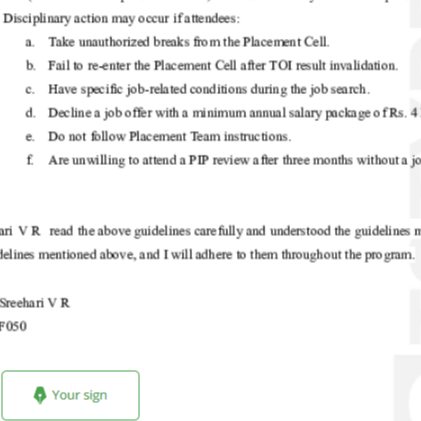 Disciplinary action may occur if attendees:
a. Take unauthorized breaks from the Placement Cell.
b. Fail to re-enter the Placement Cell after TOI result invalidation.
c. Have specific job-related conditions during the job search.
d. Decline a job offer with a minimum annual salary package of Rs. 4
e. Do not follow Placement Team instructions.
f. Are unwilling to attend a PIP review after three months without a jo
ari V R read the above guidelines carefully and understood the guidelines
delines mentioned above, and I will adhere to them throughout the program.
Sreehari V R
F050
Your sign